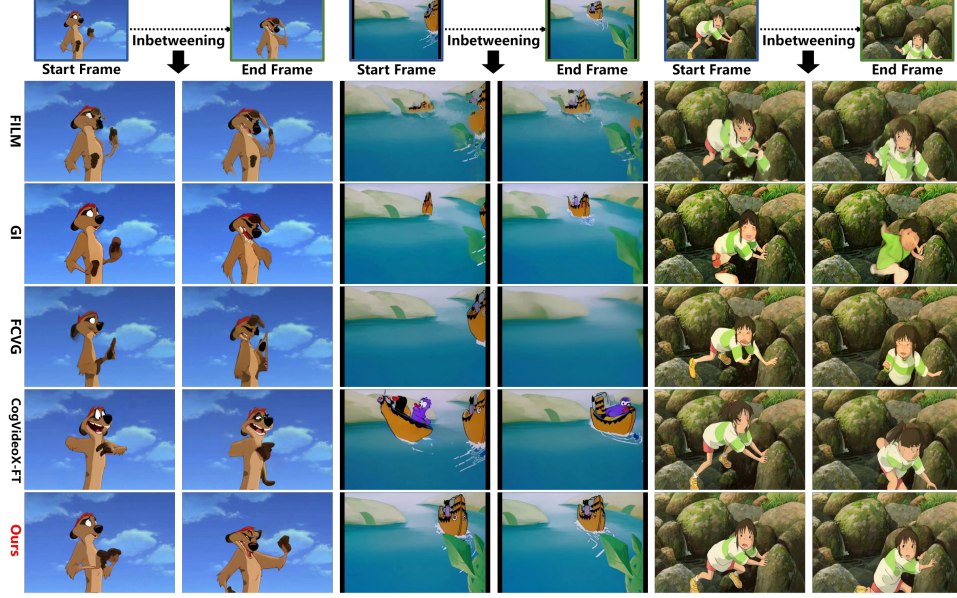 Inbetweening
Start Frame
End Frame
Inbetweening
Start Frame
End Frame
Inbetweening
Start Frame
End Frame
FILM
GI
FCVG
CogVideoX-FT
Ours